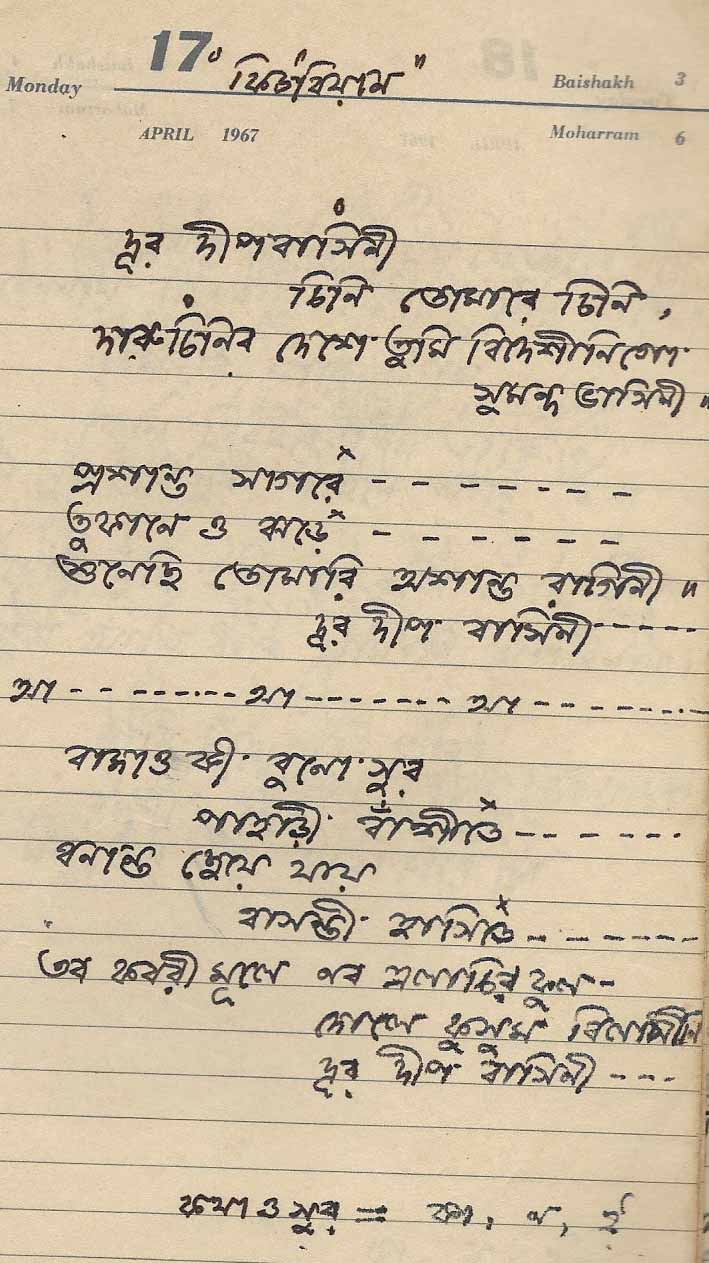 17 "ফিচারিয়াম"
Monday Baishakh 3
APRIL 1967 Moharram 6
দূর দ্বীপবাসিনী
চিনি তোমারে চিনি,
দারুচিনির দেশে তুমি বিদেশীনিগো
সুমন্দ ভাসিনী "
প্রশান্ত সাগরে × - - - - - - - -
তুফানে ও ঝড়ে × - - - - - - -
শুনেছি তোমারি অশান্ত রাগিনী "
দূর দ্বীপ বাসিনী - - - - -
আ - - - - - - - - আ - - - - - - - আ - - - - - - - -
বাজাও কী বুনো সুর
পাহাড়ী বাঁশীতে × - - - - - -
বনান্ত ছেয়ে যায়
বাসন্তী হাসিতে × - - - - - - -
তব কবরী মূলে নব এলাচির ফুল -
দোলে কুসুম বিলাসীনি
দূর দ্বীপ বাসিনী - - -
কথা ও সুর = কা, ন, ই